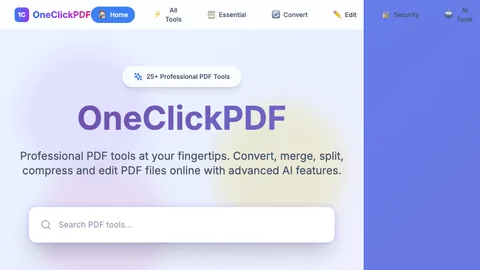 1C OneClickPDF
Home
All
Tools
Essential
Convert
Edit
Security
AI
Tools
25+ Professional PDF Tools
OneClickPDF
Professional PDF tools at your fingertips. Convert, merge, split,
compress and edit PDF files online with advanced AI features.
Search PDF tools...